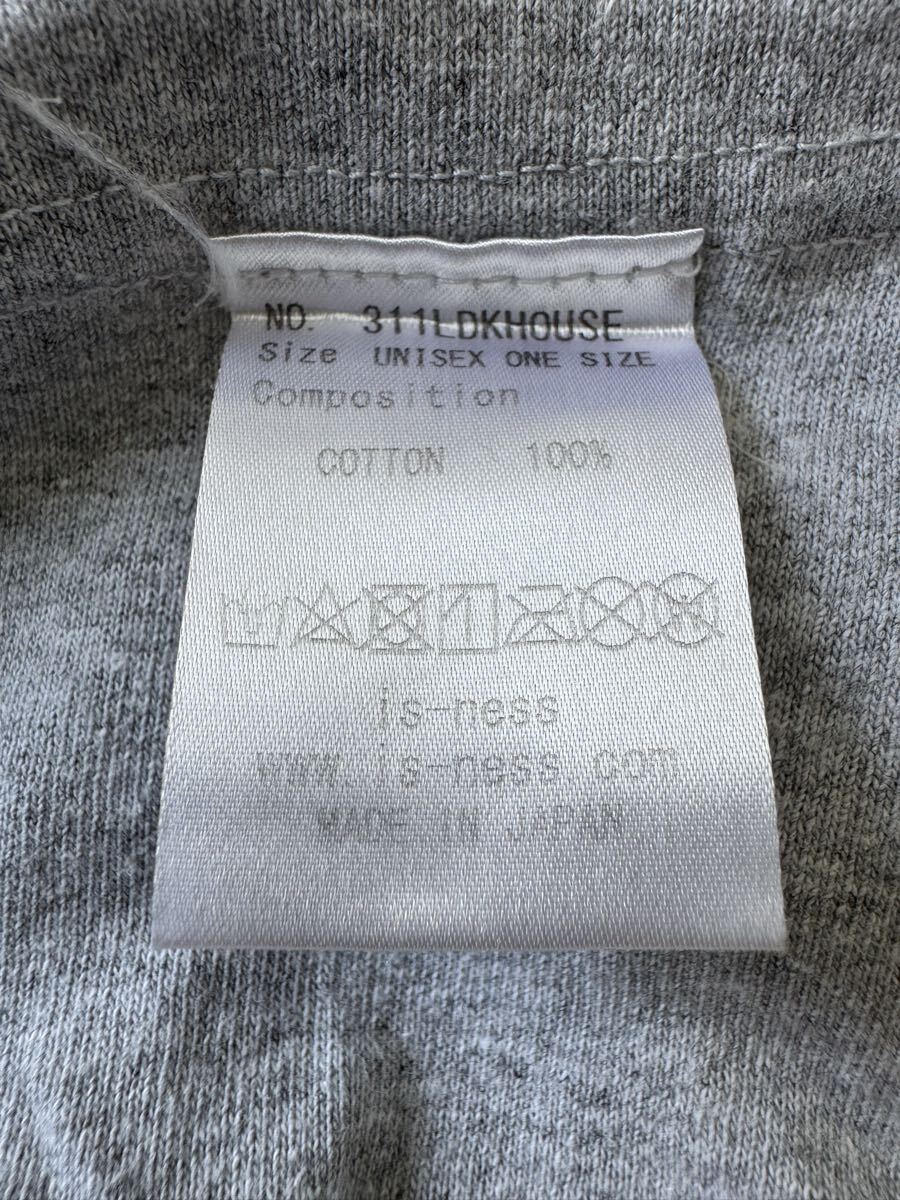 NO. 311LDKHOUSE
Size UNISEX ONE SIZE
Composition
COTTON 100%
is-ness
www.is-ness.com
MADE IN JAPAN